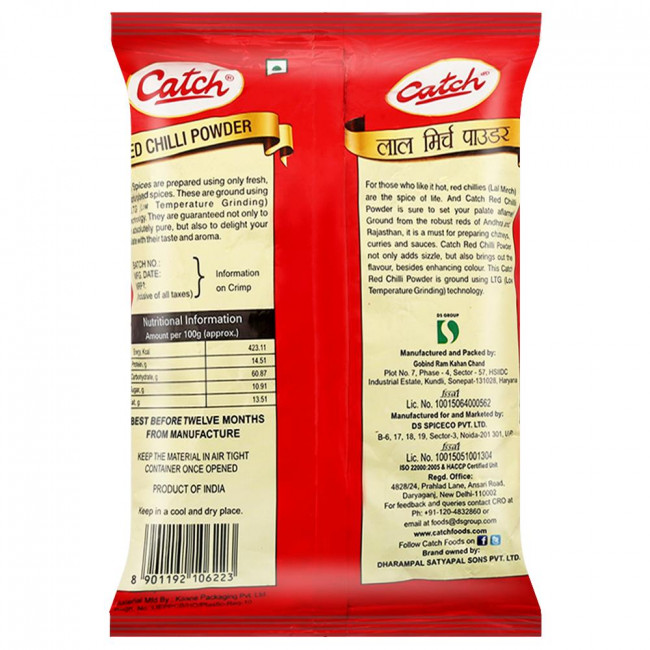 Catch®
ED CHILLI POWDER
Spices are prepared using only fresh,
spices. These are ground using
Temperature Grinding)
They are guaranteed not only to
absolutely pure, but also to delight your
with their taste and aroma.
BATCH NO.:
MFG. DATE:
Information
on Crimp
of all taxes)
Nutritional Information
Amount per 100g (approx.)
Energy, Kcal 423.11
Protein, g 14.51
Carbohydrate, g 60.87
Sugar, g 10.91
Fat, g 13.51
BEST BEFORE TWELVE MONTHS
FROM MANUFACTURE
KEEP THE MATERIAL IN AIR TIGHT
CONTAINER ONCE OPENED
PRODUCT OF INDIA
Keep in a cool and dry place.
8 901192 106223
Catch®
लाल मिर्च पाउडर
For those who like it hot, red chillies (Lal Mirch)
are the spice of life. And Catch Red Chilli
Powder is sure to set your palate aflame!
Ground from the robust reds of Andhra and
Rajasthan, it is a must for preparing chutneys,
curries and sauces. Catch Red Chilli Powder
not only adds sizzle, but also brings out the
flavour, besides enhancing colour. This Catch
Red Chilli Powder is ground using LTG (Low
Temperature Grinding) technology.
DS GROUP
Manufactured and Packed by:
Gobind Ram Kahan Chand
Plot No. 7, Phase - 4, Sector - 57, HSIIDC
Industrial Estate, Kundli, Sonepat-131028, Haryana
fssai
Lic. No. 10015064000562
Manufactured for and Marketed by:
DS SPICECO PVT. LTD.
B-6, 17, 18, 19, Sector-3, Noida-201 301,
fssai
Lic. No. 10015051001304
ISO 22000:2005 & HACCP Certified Unit
Regd. Office:
4828/24, Prahlad Lane, Ansari Road,
Daryaganj, New Delhi-110002
For feedback and queries contact CRO at
Ph: +91-120-4832860 or
email at foods@dsgroup.com
www.catchfoods.com
Follow Catch Foods on f
Brand owned by:
DHARAMPAL SATYAPAL SONS PVT. LTD.
Material Mfd By : Packaging Pvt. Ltd.